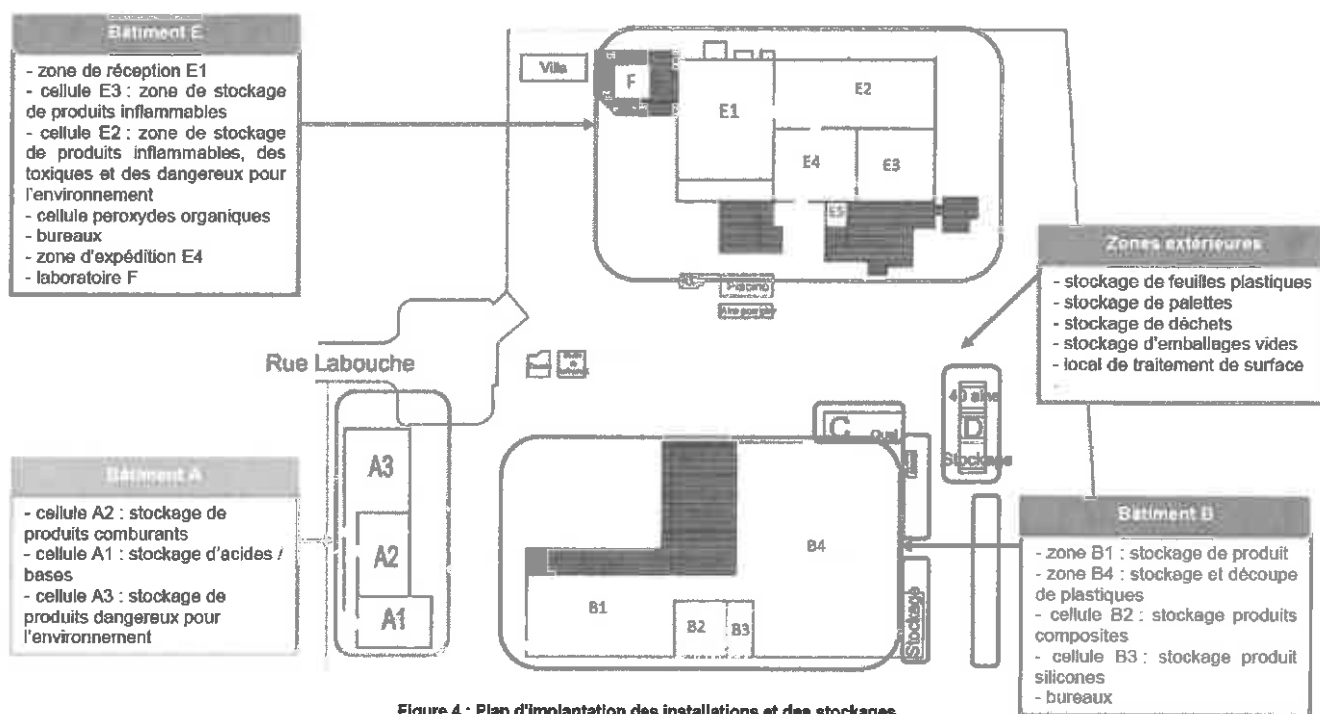 Bâtiment E
- zone de réception E1
- cellule E3 : zone de stockage
de produits inflammables
- cellule E2 : zone de stockage
de produits inflammables, des
toxiques et des dangereux pour
l'environnement
- cellule peroxydes organiques
- bureaux
- zone d'expédition E4
- laboratoire F
Villa
F
E1
E2
E4
E3
E5
Zones extérieures
- stockage de feuilles plastiques
- stockage de palettes
- stockage de déchets
- stockage d'emballages vides
- local de traitement de surface
Piscine
Rue Labouche
Bâtiment A
- cellule A2 : stockage de
produits comburants
- cellule A1 : stockage d'acides /
bases
- cellule A3 : stockage de
produits dangereux pour
l'environnement
A3
A2
A1
C
Quai
D
Stockage
B4
B1
B2
B3
Stockage
Bâtiment B
- zone B1 : stockage de produit
- zone B4 : stockage et découpe
de plastiques
- cellule B2 : stockage produits
composites
- cellule B3 : stockage produit
silicones
- bureaux
Figure 4 : Plan d'implantation des installations et des stockages